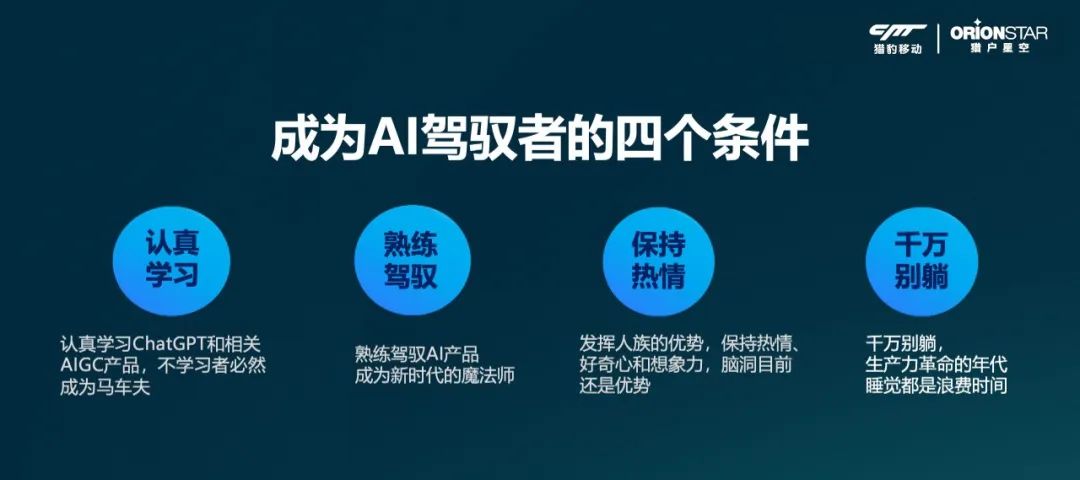 猎豹移动
ORIONSTAR
猎户星空
成为AI驾驭者的四个条件
认真
学习
熟练
驾驭
保持
热情
千万
别躺
认真学习ChatGPT和相关
AIGC产品，不学习者必然
成为马车夫
熟练驾驭AI产品
成为新时代的魔法师
发挥人族的优势，保持热情、
好奇心和想象力，脑洞目前
还是优势
千万别躺，
生产力革命的年代
睡觉都是浪费时间